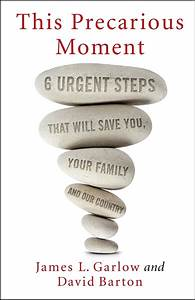 This Precarious
Moment
6 URGENT STEPS
THAT WILL SAVE YOU,
YOUR FAMILY
AND OUR COUNTRY
James L. Garlow and
David Barton